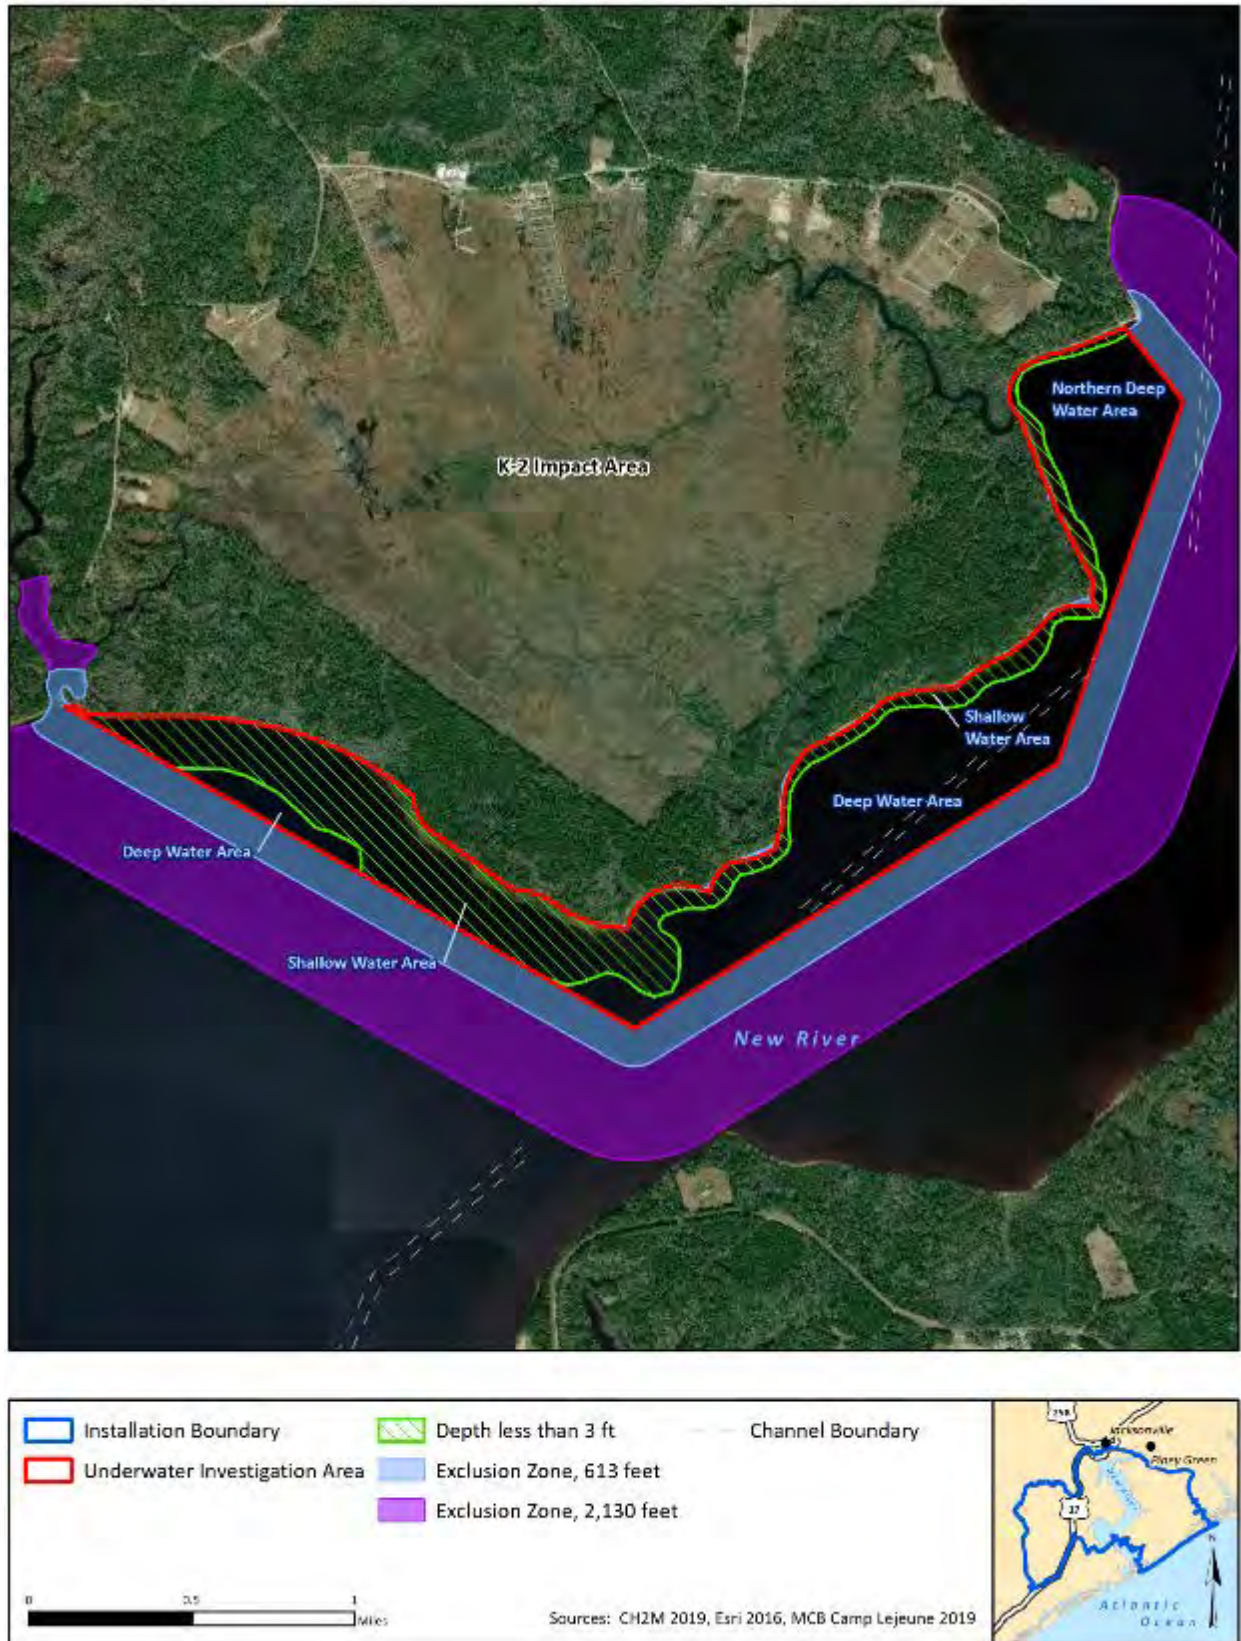 Northern Deep
Water Area
K-2 Impact Area
Shallow
Water Area
Deep Water Area
Deep Water Area
Shallow Water Area
New River
Installation Boundary
Underwater Investigation Area
Depth less than 3 ft
Exclusion Zone, 613 feet
Exclusion Zone, 2,130 feet
Channel Boundary
0 0.5 1
Miles
Sources: CH2M 2019, Esri 2016, MCB Camp Lejeune 2019
258
Jacksonville
Piney Green
17
N
Atlantic
Ocean